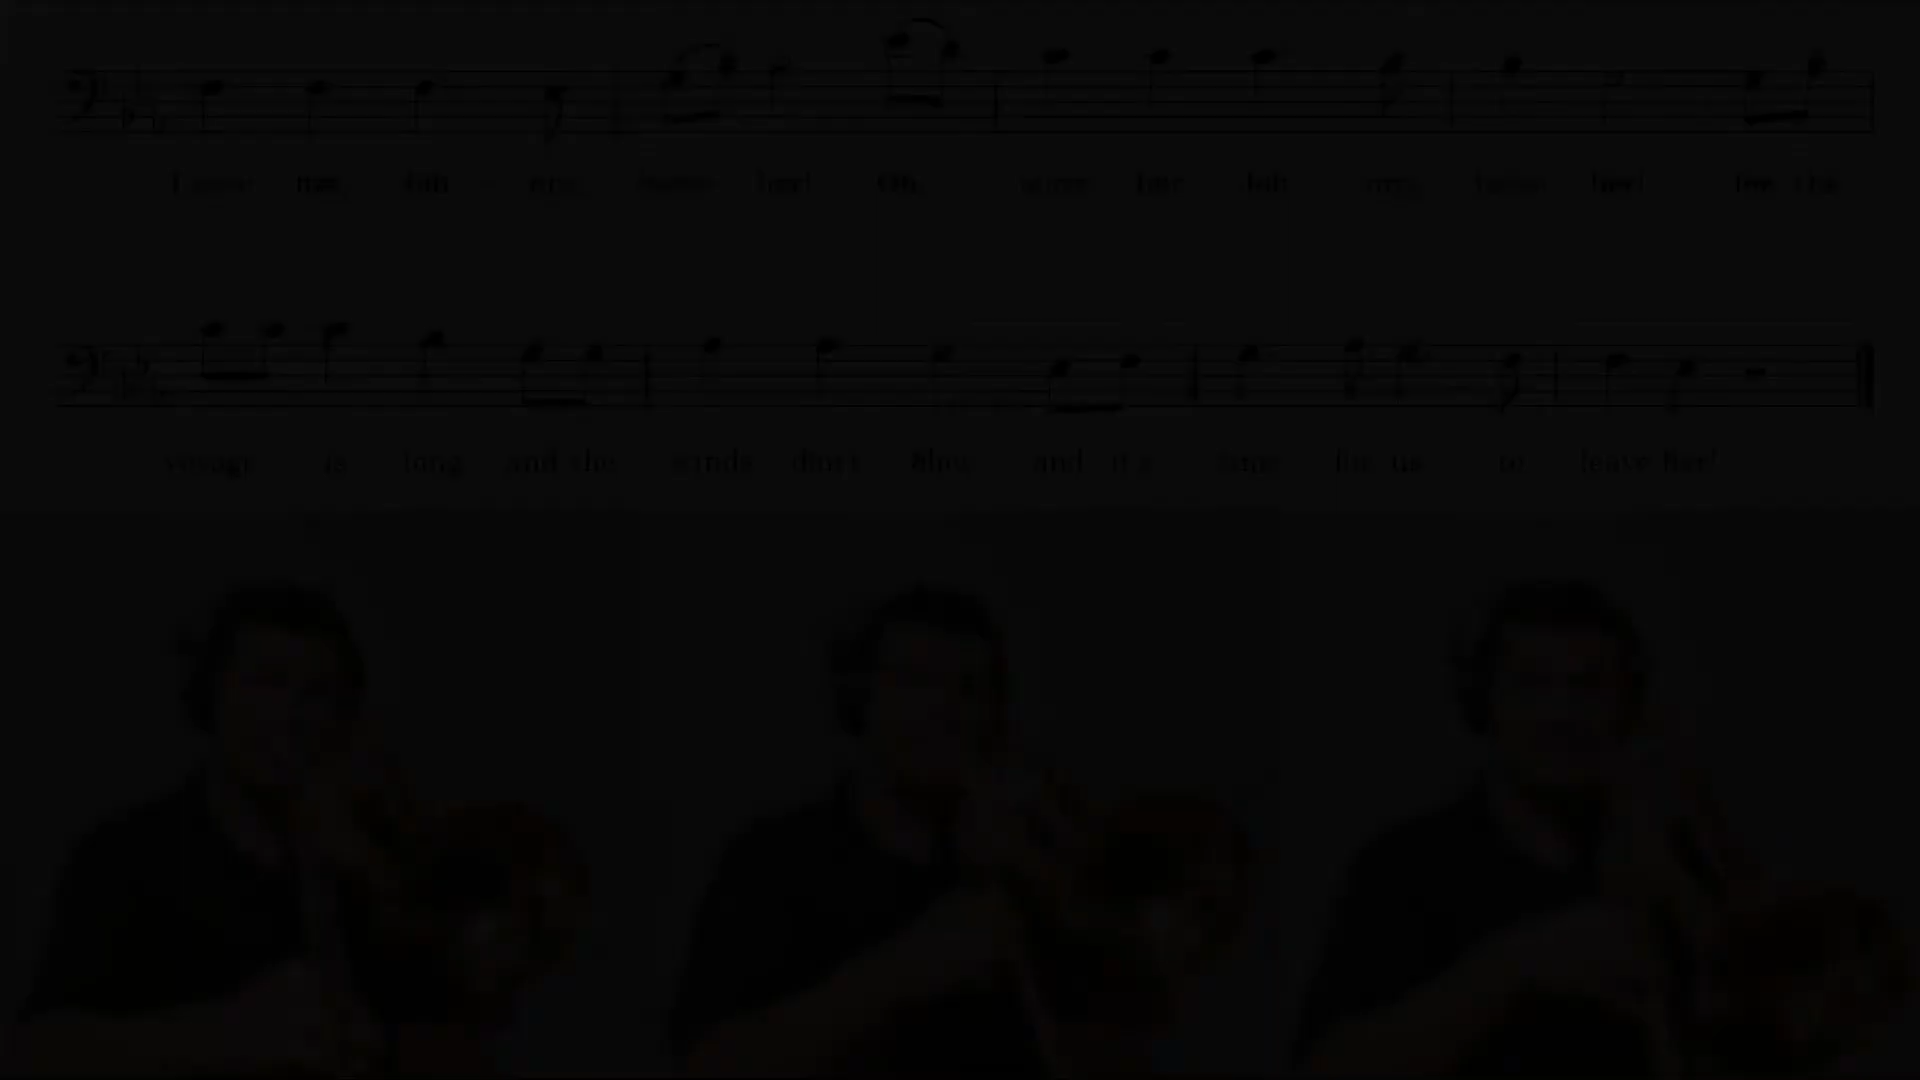 Leave her, Joh - nny, leave her! Oh, leave her, Joh - nny, leave her! For the
voyage is long and the winds don't blow and it's time for us to leave her!